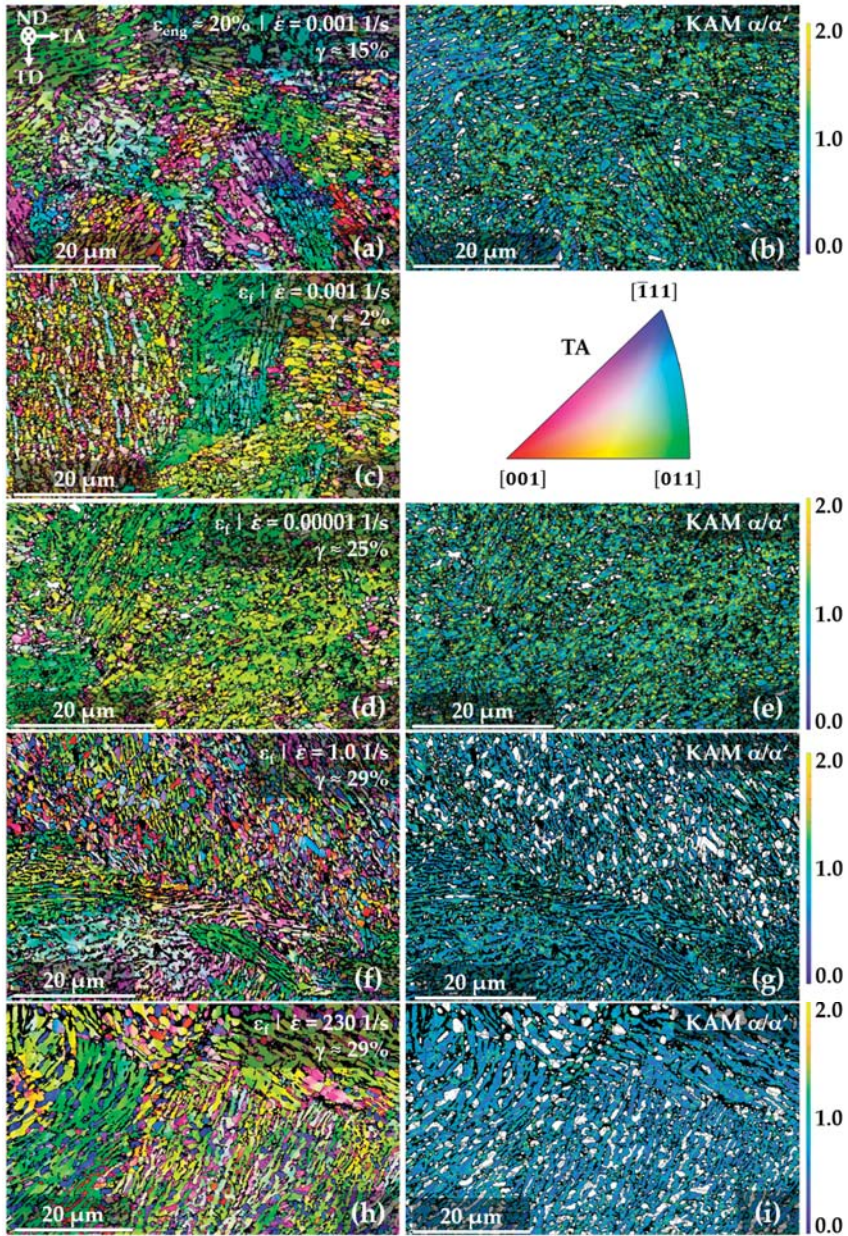 ND
TA
TD
ε_eng ≈ 20% | ε̇ = 0.001 1/s
γ ≈ 15%
20 µm
(a)
KAM α/α‘
20 µm
(b)
2.0
1.0
0.0
ε_f | ε̇ = 0.001 1/s
γ ≈ 2%
20 µm
(c)
[1̄11]
TA
[001]
[011]
ε_f | ε̇ = 0.00001 1/s
γ ≈ 25%
20 µm
(d)
KAM α/α‘
20 µm
(e)
2.0
1.0
0.0
ε_f | ε̇ = 1.0 1/s
γ ≈ 29%
20 µm
(f)
KAM α/α‘
20 µm
(g)
2.0
1.0
0.0
ε_f | ε̇ = 230 1/s
γ ≈ 29%
20 µm
(h)
KAM α/α‘
20 µm
(i)
2.0
1.0
0.0